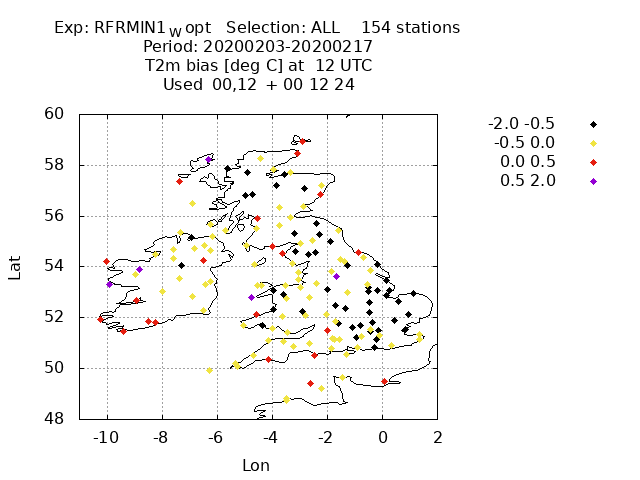 Exp: RFRMIN1_W opt Selection: ALL 154 stations
Period: 20200203-20200217
T2m bias [deg C] at 12 UTC
Used 00,12 + 00 12 24
60
58
56
54
52
50
48
-10 -8 -6 -4 -2 0 2
Lat
Lon
-2.0 -0.5
-0.5 0.0
0.0 0.5
0.5 2.0